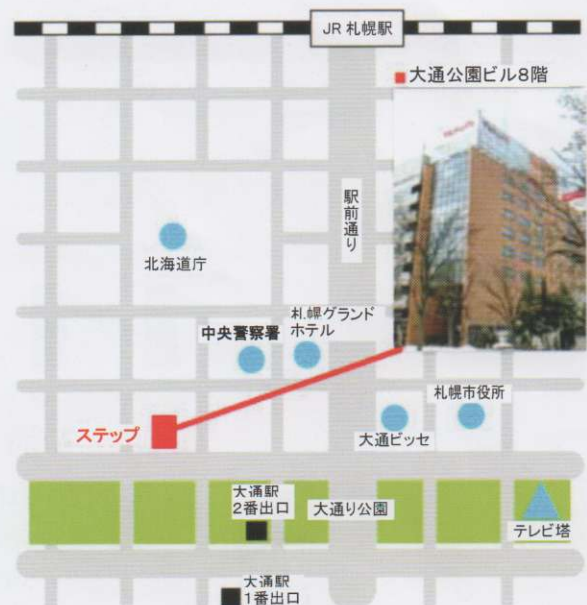 JR 札幌駅
大通公園ビル8階
駅前通り
北海道庁
札幌グランド
ホテル
中央警察署
札幌市役所
ステップ
大通ビッセ
大通駅
2番出口
大通り公園
テレビ塔
大通駅
1番出口